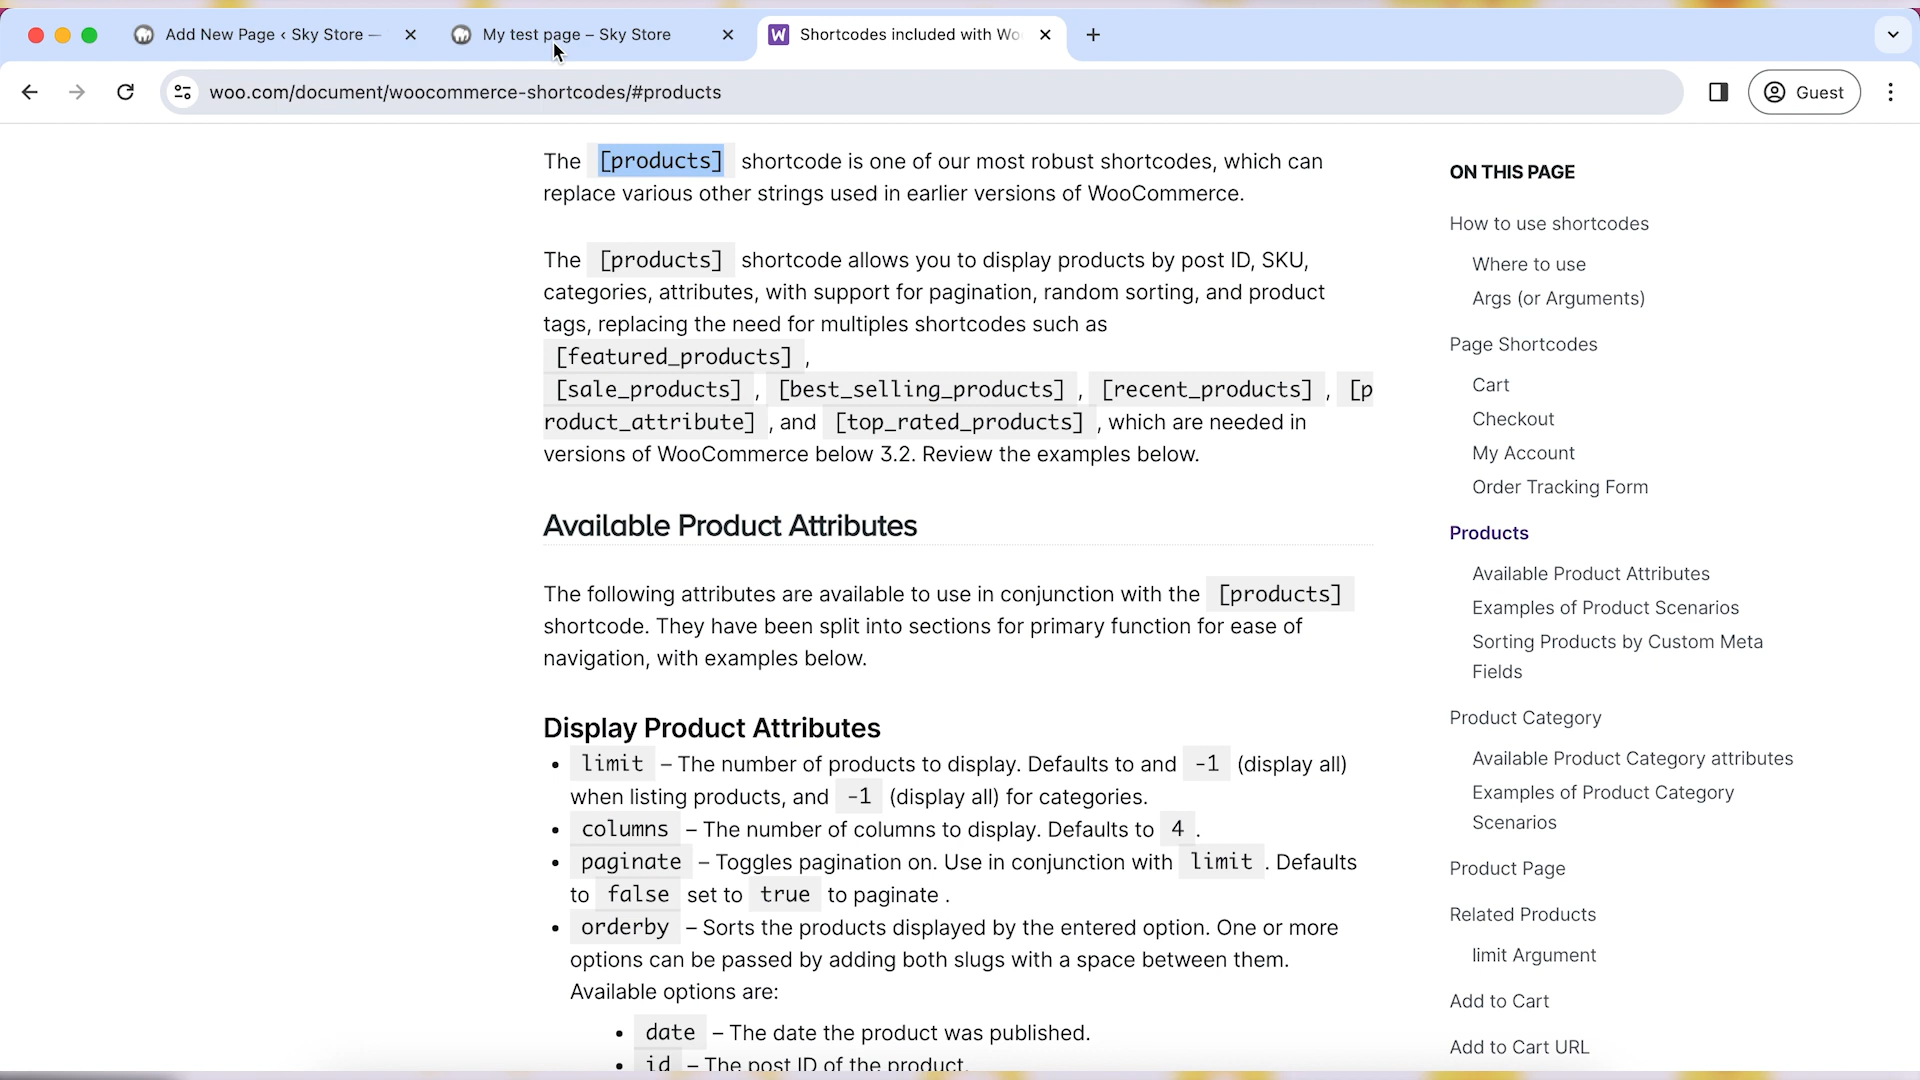 Add New Page ‹ Sky Store —
My test page – Sky Store
Shortcodes included with Wo
woo.com/document/woocommerce-shortcodes/#products
Guest
The [products] shortcode is one of our most robust shortcodes, which can
replace various other strings used in earlier versions of WooCommerce.
The [products] shortcode allows you to display products by post ID, SKU,
categories, attributes, with support for pagination, random sorting, and product
tags, replacing the need for multiples shortcodes such as
[featured_products] ,
[sale_products] , [best_selling_products] , [recent_products] , [p
roduct_attribute] , and [top_rated_products] , which are needed in
versions of WooCommerce below 3.2. Review the examples below.
Available Product Attributes
The following attributes are available to use in conjunction with the [products]
shortcode. They have been split into sections for primary function for ease of
navigation, with examples below.
Display Product Attributes
• limit – The number of products to display. Defaults to and -1 (display all)
when listing products, and -1 (display all) for categories.
• columns – The number of columns to display. Defaults to 4 .
• paginate – Toggles pagination on. Use in conjunction with limit . Defaults
to false set to true to paginate .
• orderby – Sorts the products displayed by the entered option. One or more
options can be passed by adding both slugs with a space between them.
Available options are:
• date – The date the product was published.
• id – The post ID of the product.
ON THIS PAGE
How to use shortcodes
Where to use
Args (or Arguments)
Page Shortcodes
Cart
Checkout
My Account
Order Tracking Form
Products
Available Product Attributes
Examples of Product Scenarios
Sorting Products by Custom Meta
Fields
Product Category
Available Product Category attributes
Examples of Product Category
Scenarios
Product Page
Related Products
limit Argument
Add to Cart
Add to Cart URL